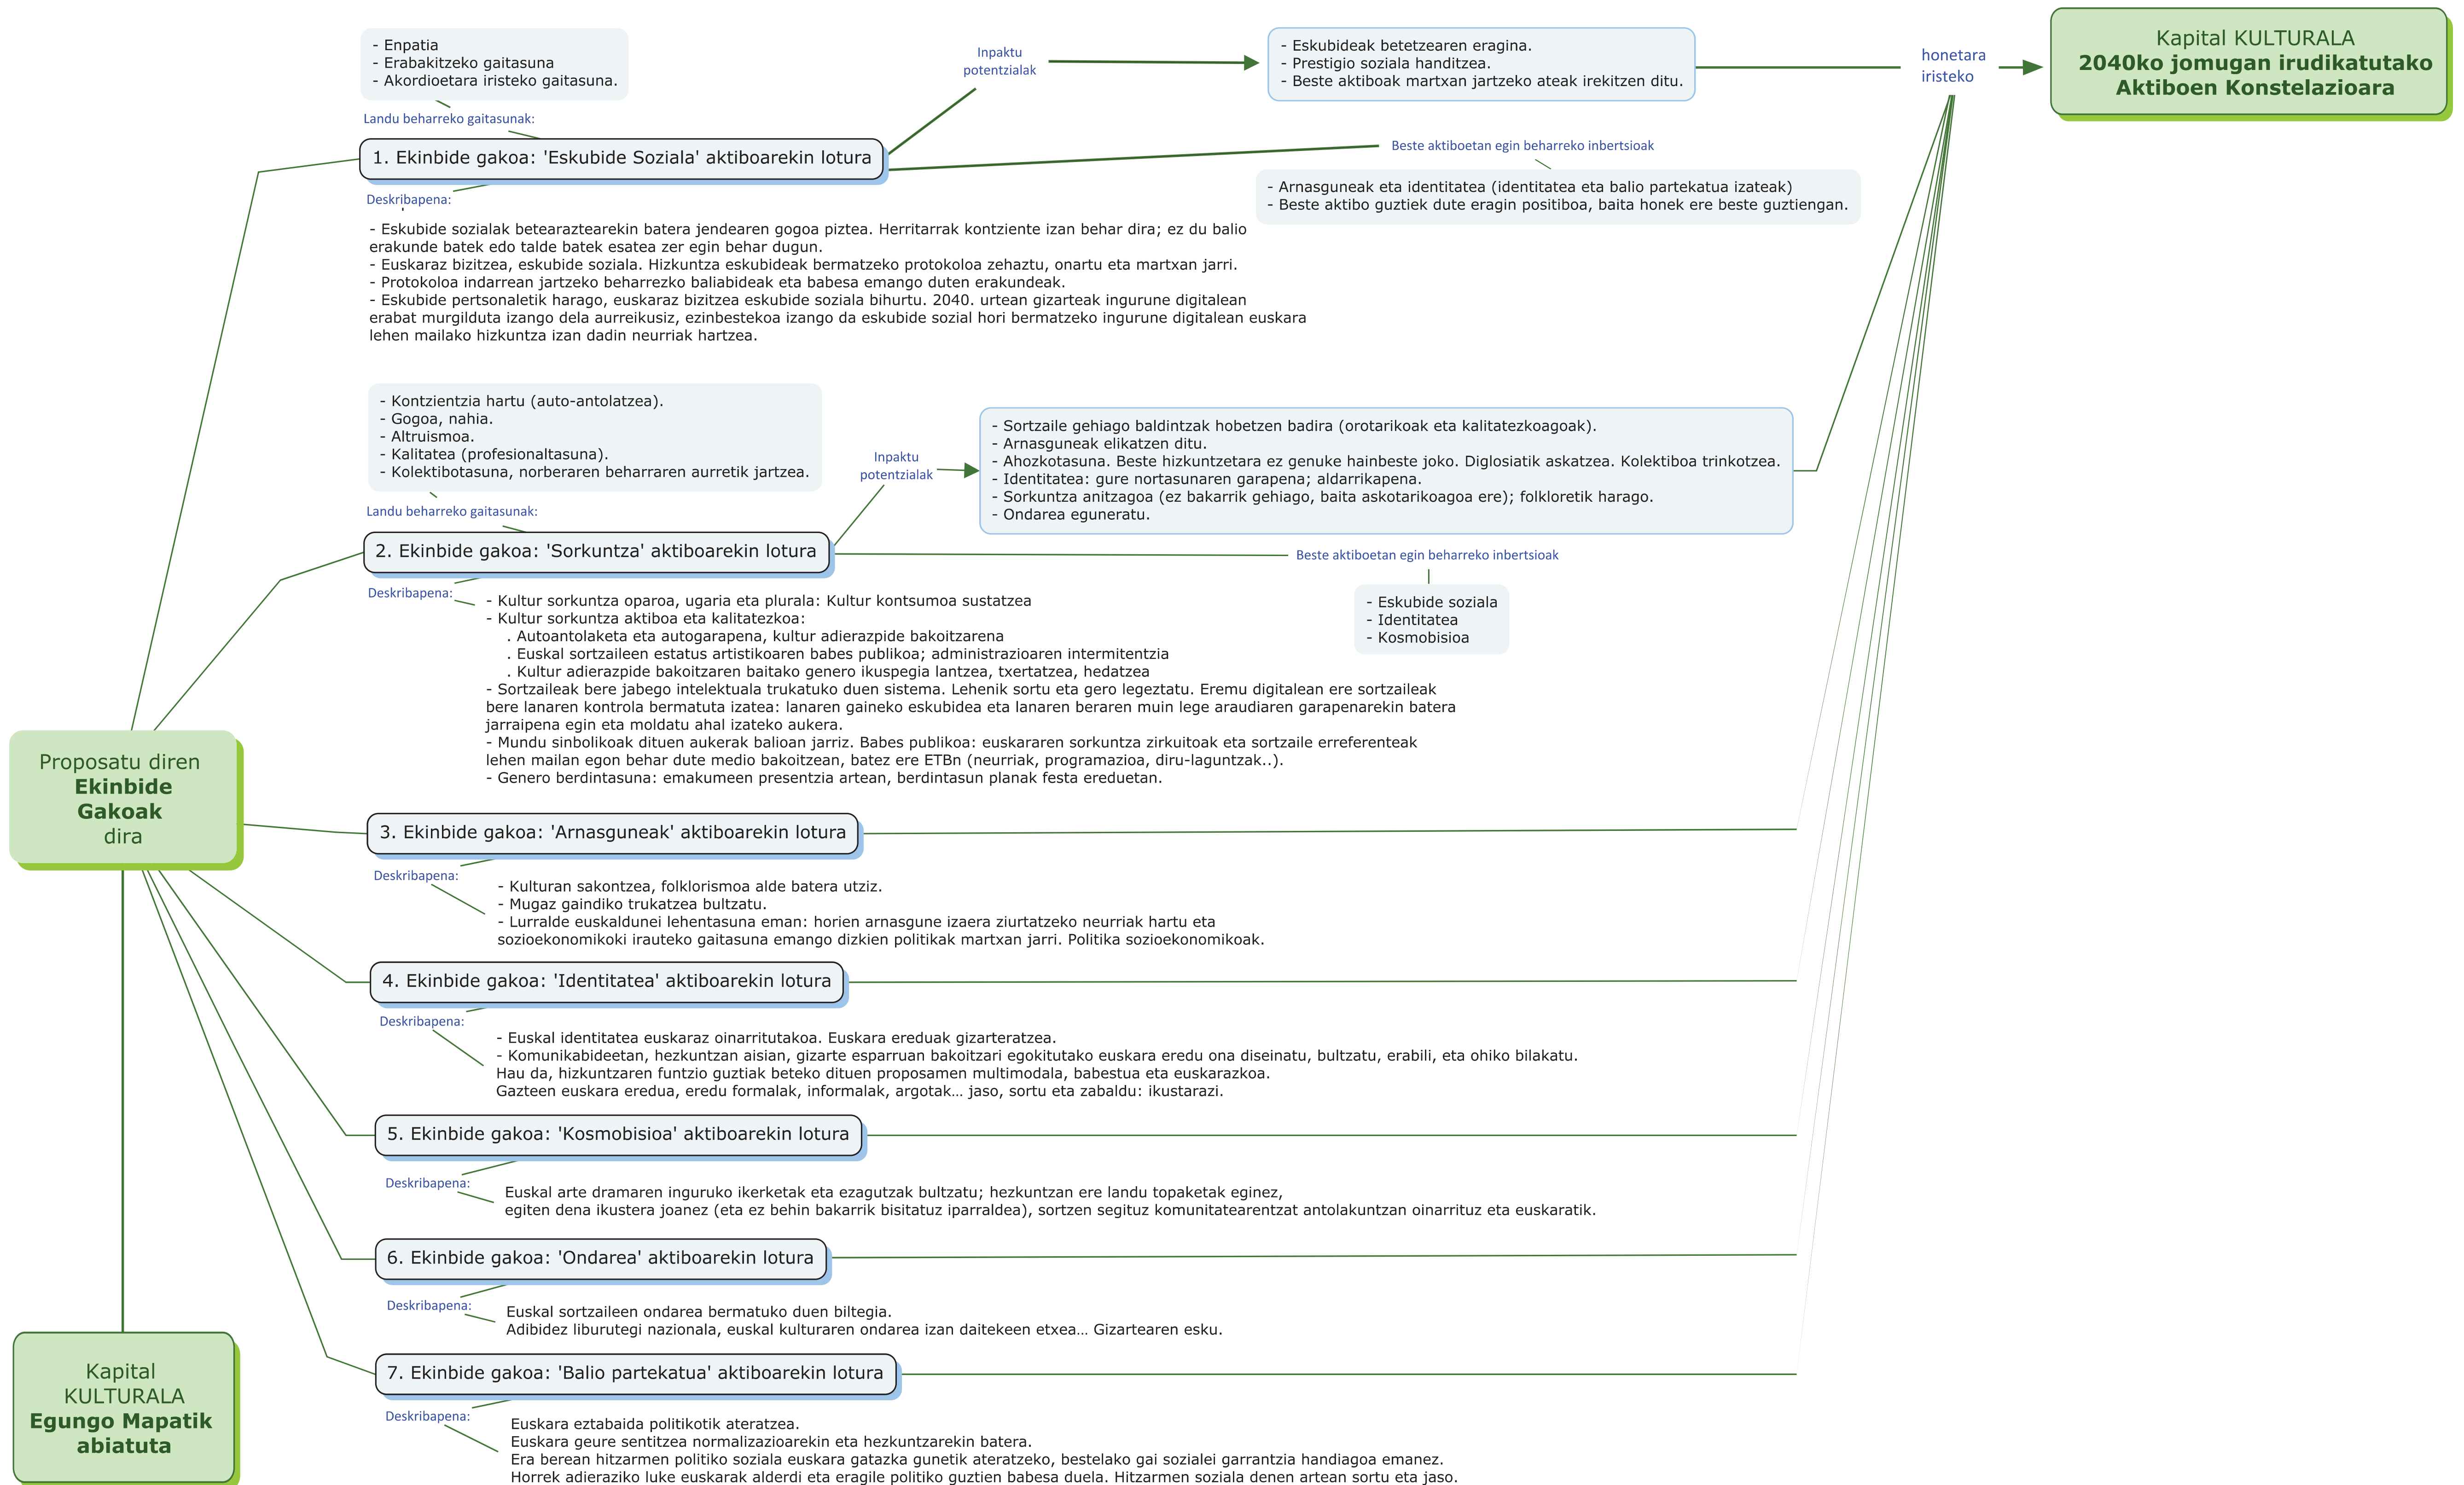 - Enpatia
- Erabakitzeko gaitasuna
- Akordioetara iristeko gaitasuna.
Landu beharreko gaitasunak:
1. Ekinbide gakoa: 'Eskubide Soziala' aktiboarekin lotura
Inpaktu
potentzialak
- Eskubideak betetzearen eragina.
- Prestigio soziala handitzea.
- Beste aktiboak martxan jartzeko ateak irekitzen ditu.
honetara
iristeko
Kapital KULTURALA
2040ko jomugan irudikatutako
Aktiboen Konstelazioara
Beste aktiboetan egin beharreko inbertsioak
- Arnasguneak eta identitatea (identitatea eta balio partekatua izateak)
- Beste aktibo guztiek dute eragin positiboa, baita honek ere beste guztiengan.
Deskribapena:
- Eskubide sozialak betearaztearekin batera jendearen gogoa piztea. Herritarrak kontziente izan behar dira; ez du balio
erakunde batek edo talde batek esatea zer egin behar dugun.
- Euskaraz bizitzea, eskubide soziala. Hizkuntza eskubideak bermatzeko protokoloa zehaztu, onartu eta martxan jarri.
- Protokoloa indarrean jartzeko beharrezko baliabideak eta babesa emango duten erakundeak.
- Eskubide pertsonaletik harago, euskaraz bizitzea eskubide soziala bihurtu. 2040. urtean gizarteak ingurune digitalean
erabat murgilduta izango dela aurreikusiz, ezinbestekoa izango da eskubide sozial hori bermatzeko ingurune digitalean euskara
lehen mailako hizkuntza izan dadin neurriak hartzea.
- Kontzientzia hartu (auto-antolatzea).
- Gogoa, nahia.
- Altruismoa.
- Kalitatea (profesionaltasuna).
- Kolektibotasuna, norberaren beharraren aurretik jartzea.
Landu beharreko gaitasunak:
2. Ekinbide gakoa: 'Sorkuntza' aktiboarekin lotura
Inpaktu
potentzialak
- Sortzaile gehiago baldintzak hobetzen badira (orotarikoak eta kalitatezkoagoak).
- Arnasguneak elikatzen ditu.
- Ahozkotasuna. Beste hizkuntzetara ez genuke hainbeste joko. Diglosiatik askatzea. Kolektiboa trinkotzea.
- Identitatea: gure nortasunaren garapena; aldarrikapena.
- Sorkuntza anitzagoa (ez bakarrik gehiago, baita askotarikoagoa ere); folkloretik harago.
- Ondarea eguneratu.
Beste aktiboetan egin beharreko inbertsioak
- Eskubide soziala
- Identitatea
- Kosmobisioa
Deskribapena:
- Kultur sorkuntza oparoa, ugaria eta plurala: Kultur kontsumoa sustatzea
- Kultur sorkuntza aktiboa eta kalitatezkoa:
. Autoantolaketa eta autogarapena, kultur adierazpide bakoitzarena
. Euskal sortzaileen estatus artistikoaren babes publikoa; administrazioaren intermitentzia
. Kultur adierazpide bakoitzaren baitako genero ikuspegia lantzea, txertatzea, hedatzea
- Sortzaileak bere jabego intelektuala trukatuko duen sistema. Lehenik sortu eta gero legeztatu. Eremu digitalean ere sortzaileak
bere lanaren kontrola bermatuta izatea: lanaren gaineko eskubidea eta lanaren beraren muin lege araudiaren garapenarekin batera
jarraipena egin eta moldatu ahal izateko aukera.
- Mundu sinbolikoak dituen aukerak balioan jarriz. Babes publikoa: euskararen sorkuntza zirkuitoak eta sortzaile erreferenteak
lehen mailan egon behar dute medio bakoitzean, batez ere ETBn (neurriak, programazioa, diru-laguntzak..).
- Genero berdintasuna: emakumeen presentzia artean, berdintasun planak festa ereduetan.
Proposatu diren
Ekinbide
Gakoak
dira
3. Ekinbide gakoa: 'Arnasguneak' aktiboarekin lotura
Deskribapena:
- Kulturan sakontzea, folklorismoa alde batera utziz.
- Mugaz gaindiko trukatzea bultzatu.
- Lurralde euskaldunei lehentasuna eman: horien arnasgune izaera ziurtatzeko neurriak hartu eta
sozioekonomikoki irauteko gaitasuna emango dizkien politikak martxan jarri. Politika sozioekonomikoak.
4. Ekinbide gakoa: 'Identitatea' aktiboarekin lotura
Deskribapena:
- Euskal identitatea euskaraz oinarritutakoa. Euskara ereduak gizarteratzea.
- Komunikabideetan, hezkuntzan aisian, gizarte esparruan bakoitzari egokitutako euskara eredu ona diseinatu, bultzatu, erabili, eta ohiko bilakatu.
Hau da, hizkuntzaren funtzio guztiak beteko dituen proposamen multimodala, babestua eta euskarazkoa.
Gazteen euskara eredua, eredu formalak, informalak, argotak... jaso, sortu eta zabaldu: ikustarazi.
5. Ekinbide gakoa: 'Kosmobisioa' aktiboarekin lotura
Deskribapena:
Euskal arte dramaren inguruko ikerketak eta ezagutzak bultzatu; hezkuntzan ere landu topaketak eginez,
egiten dena ikustera joanez (eta ez behin bakarrik bisitatuz iparraldea), sortzen segituz komunitatearentzat antolakuntzan oinarrituz eta euskaratik.
6. Ekinbide gakoa: 'Ondarea' aktiboarekin lotura
Deskribapena:
Euskal sortzaileen ondarea bermatuko duen biltegia.
Adibidez liburutegi nazionala, euskal kulturaren ondarea izan daitekeen etxea... Gizartearen esku.
7. Ekinbide gakoa: 'Balio partekatua' aktiboarekin lotura
Deskribapena:
Euskara eztabaida politikotik ateratzea.
Euskara geure sentitzea normalizazioarekin eta hezkuntzarekin batera.
Era berean hitzarmen politiko soziala euskara gatazka gunetik ateratzeko, bestelako gai sozialei garrantzia handiagoa emanez.
Horrek adieraziko luke euskarak alderdi eta eragile politiko guztien babesa duela. Hitzarmen soziala denen artean sortu eta jaso.
Kapital
KULTURALA
Egungo Mapatik
abiatuta